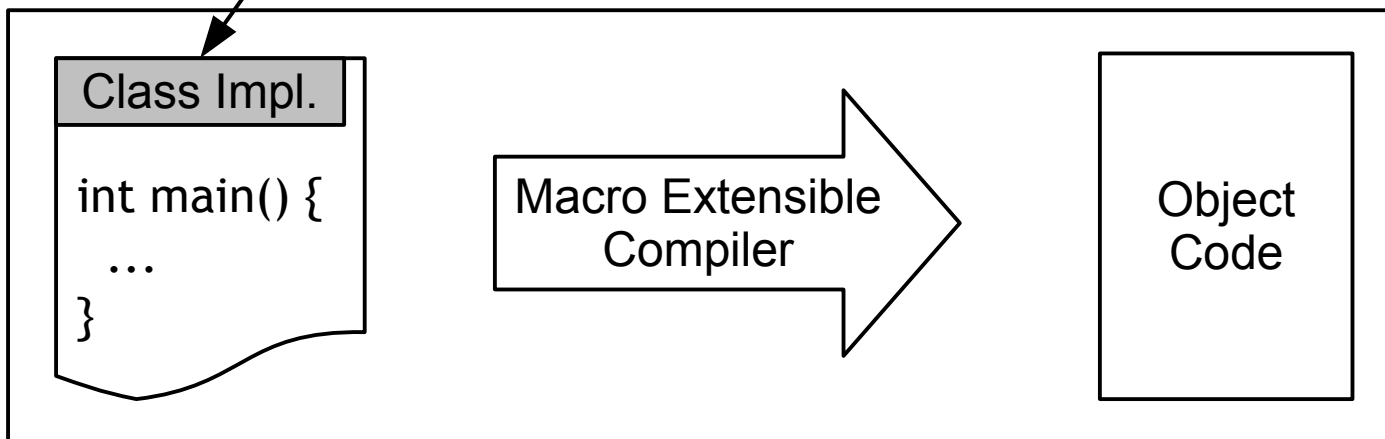 Class Impl.
int main() {
...
}
Macro Extensible
Compiler
Object
Code